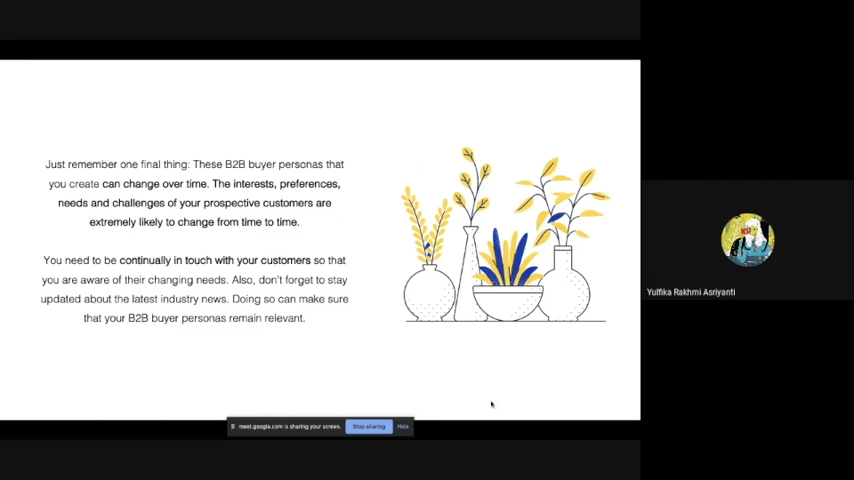 Just remember one final thing: These B2B buyer personas that
you create can change over time. The interests, preferences,
needs and challenges of your prospective customers are
extremely likely to change from time to time.
You need to be continually in touch with your customers so that
you are aware of their changing needs. Also, don't forget to stay
updated about the latest industry news. Doing so can make sure
that your B2B buyer personas remain relevant.
Yulfika Rakhmi Asriyanti
meet.google.com is sharing your screen.
Stop sharing
Hide